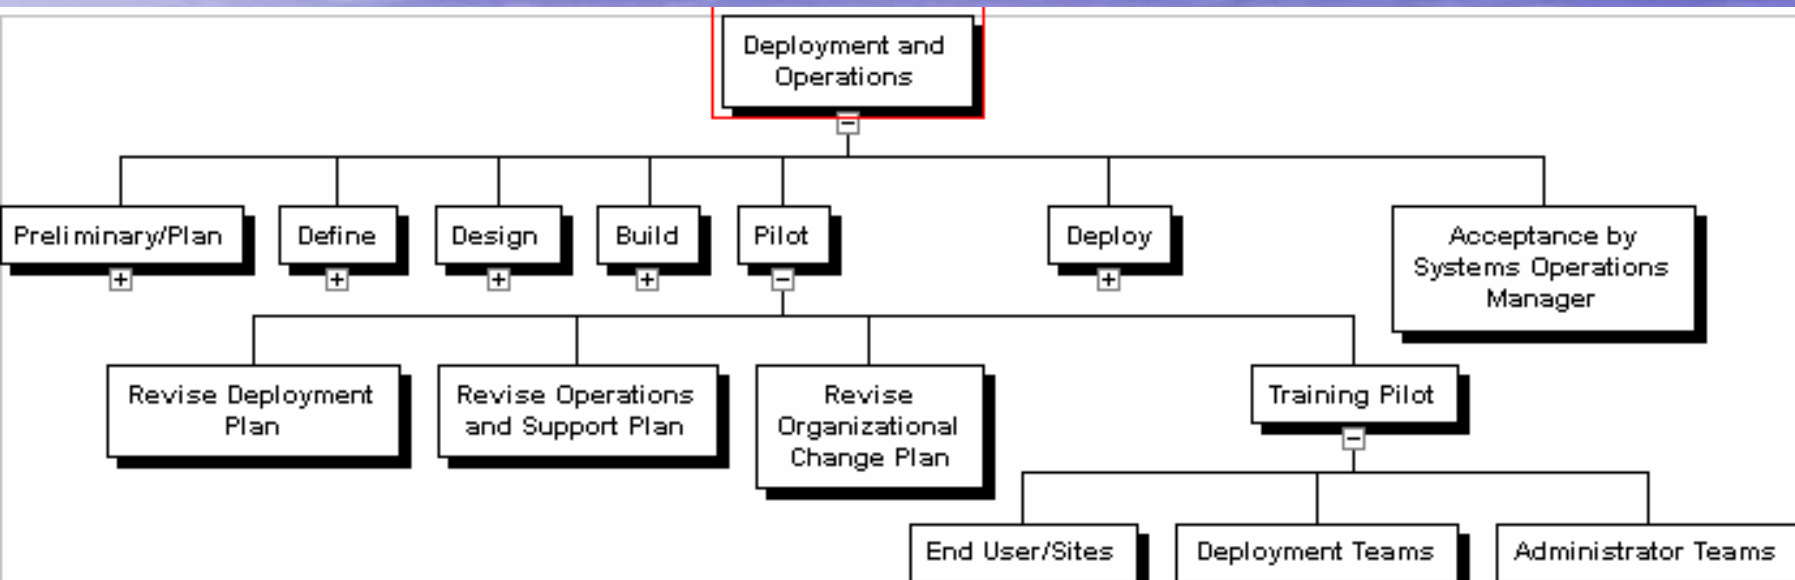 Deployment and
Operations
Preliminary/Plan
Define
Design
Build
Pilot
Deploy
Acceptance by
Systems Operations
Manager
Revise Deployment
Plan
Revise Operations
and Support Plan
Revise
Organizational
Change Plan
Training Pilot
End User/Sites
Deployment Teams
Administrator Teams